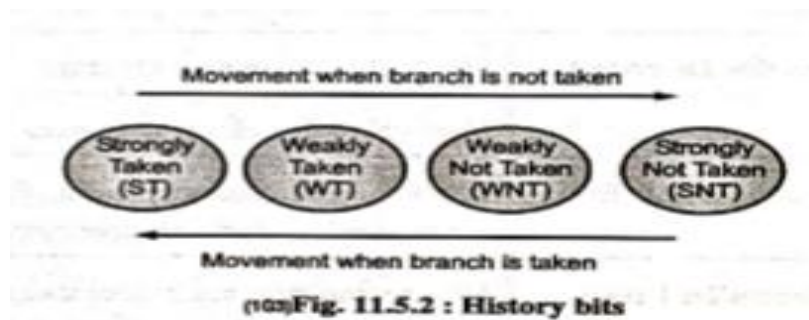 Movement when branch is not taken
Strongly
Taken
(ST)
Weakly
Taken
(WT)
Weakly
Not Taken
(WNT)
Strongly
Not Taken
(SNT)
Movement when branch is taken
Fig. 11.5.2 : History bits